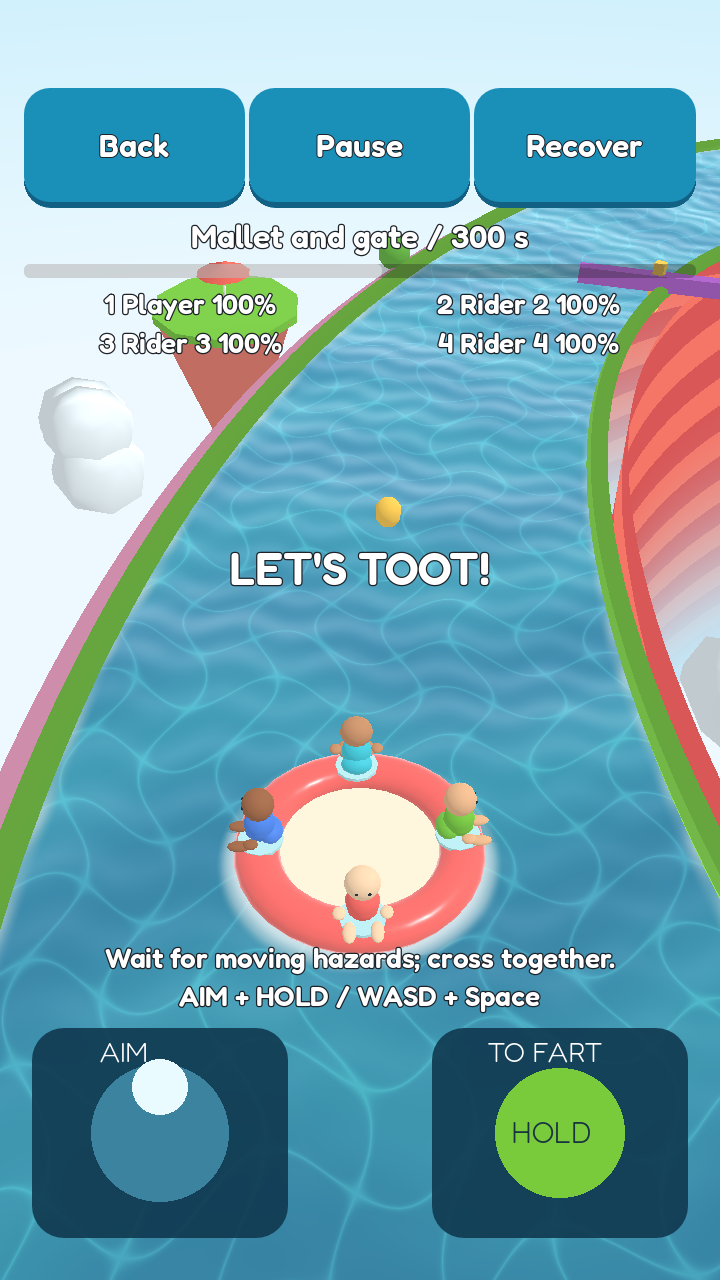 Back
Pause
Recover
Mallet and gate / 300 s
1 Player 100%
2 Rider 2 100%
3 Rider 3 100%
4 Rider 4 100%
LET'S TOOT!
Wait for moving hazards; cross together.
AIM + HOLD / WASD + Space
AIM
TO FART
HOLD